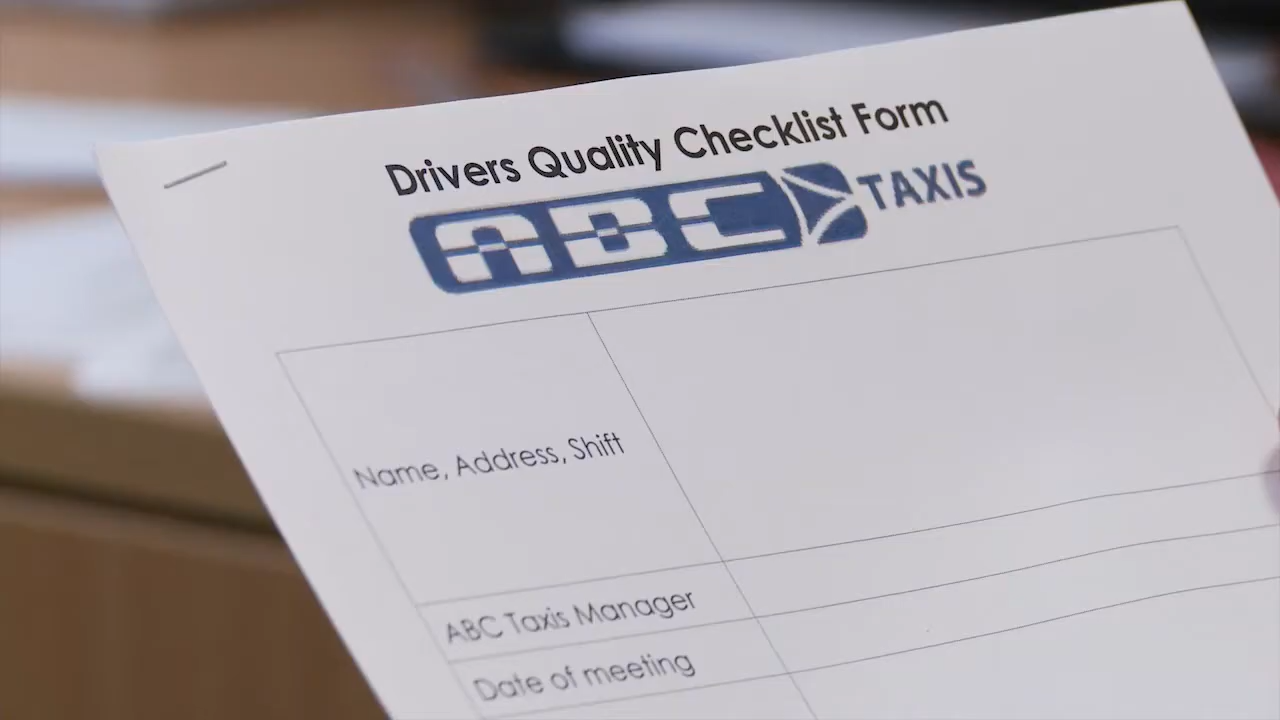 Drivers Quality Checklist Form
ABC TAXIS
Name, Address, Shift
ABC Taxis Manager
Date of meeting